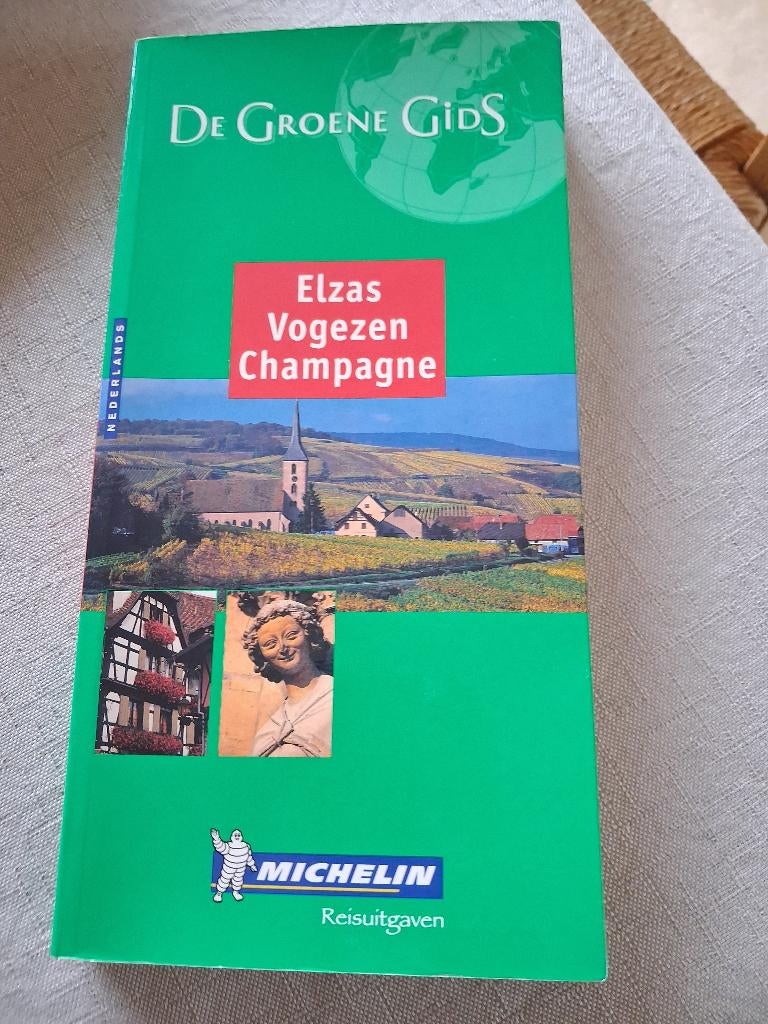 De Groene Gids
Elzas
Vogezen
Champagne
NEDERLANDS
MICHELIN
Reisuitgaven